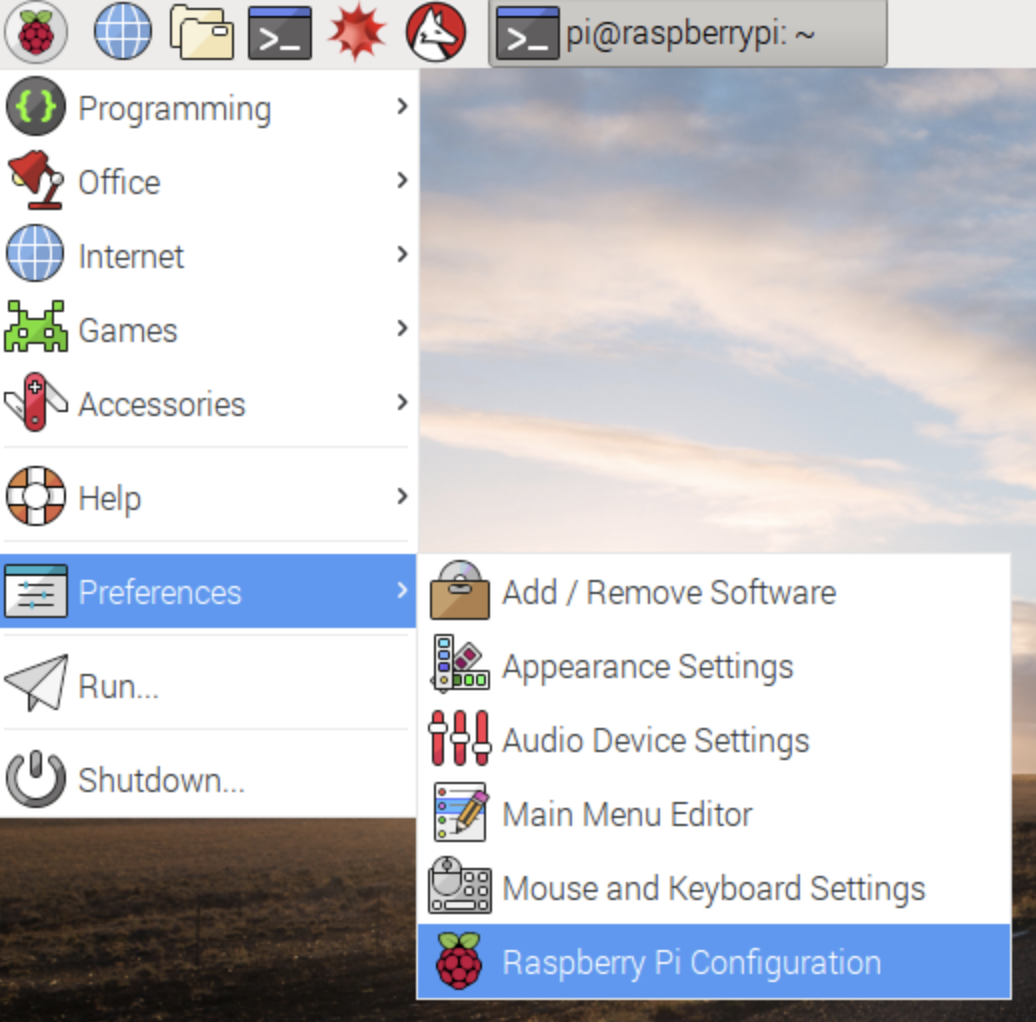 pi@raspberrypi: ~
Programming
Office
Internet
Games
Accessories
Help
Preferences
Run...
Shutdown...
Add / Remove Software
Appearance Settings
Audio Device Settings
Main Menu Editor
Mouse and Keyboard Settings
Raspberry Pi Configuration